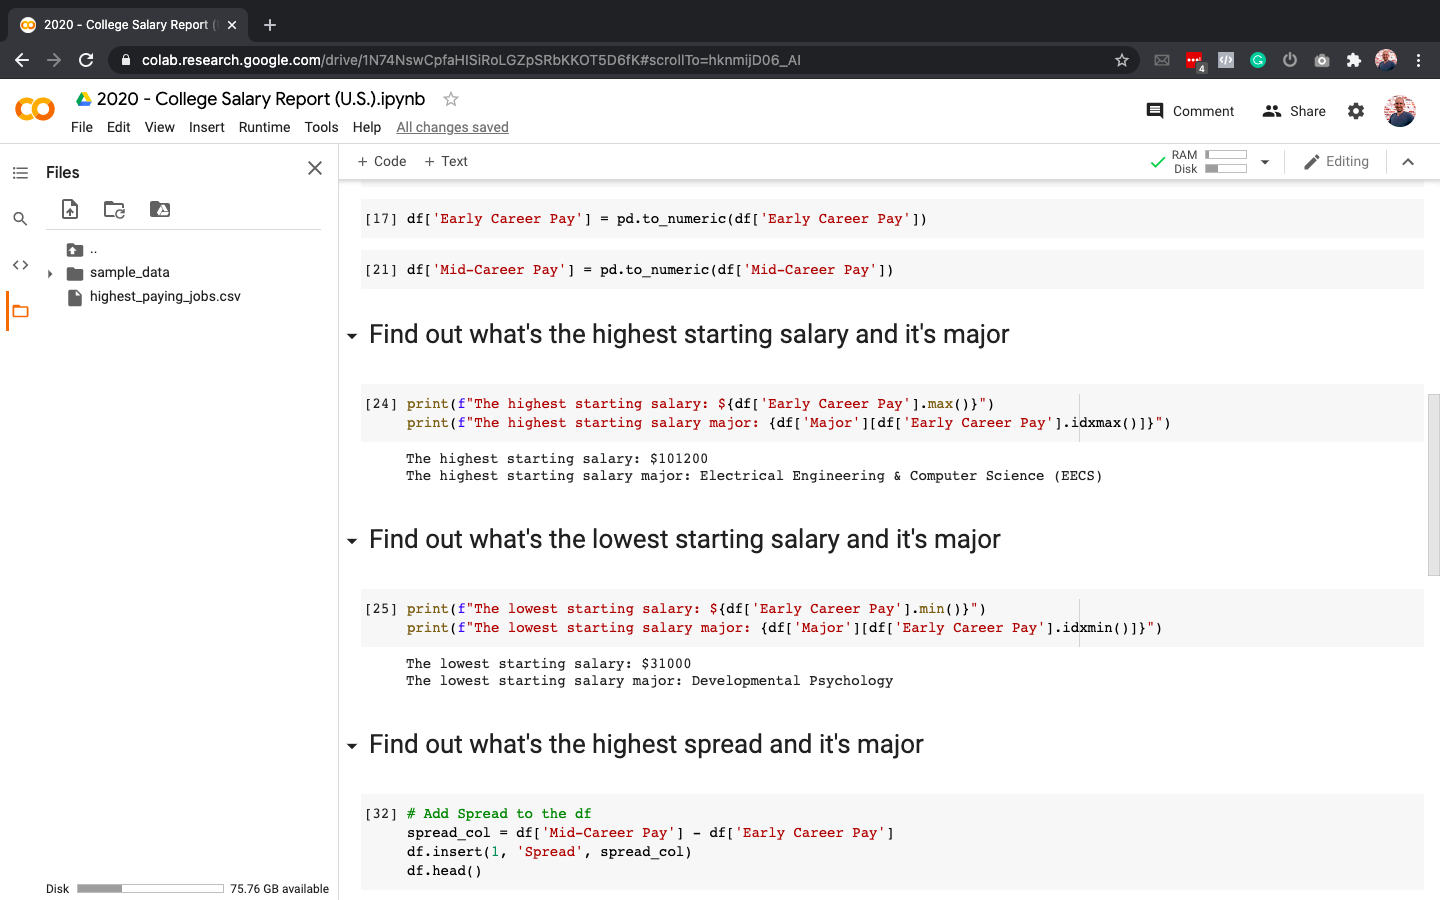 2020 - College Salary Report (
colab.research.google.com/drive/1N74NswCpfaHISiRoLGZpSRbKKOT5D6fK#scrollTo=hknmijD06_AI
4
2020 - College Salary Report (U.S.).ipynb
File Edit View Insert Runtime Tools Help All changes saved
Comment Share
Files
+ Code + Text
RAM
Disk
Editing
..
sample_data
highest_paying_jobs.csv
[17] df['Early Career Pay'] = pd.to_numeric(df['Early Career Pay'])
[21] df['Mid-Career Pay'] = pd.to_numeric(df['Mid-Career Pay'])
Find out what's the highest starting salary and it's major
[24] print(f"The highest starting salary: ${df['Early Career Pay'].max()}")
print(f"The highest starting salary major: {df['Major'][df['Early Career Pay'].idxmax()]}")
The highest starting salary: $101200
The highest starting salary major: Electrical Engineering & Computer Science (EECS)
Find out what's the lowest starting salary and it's major
[25] print(f"The lowest starting salary: ${df['Early Career Pay'].min()}")
print(f"The lowest starting salary major: {df['Major'][df['Early Career Pay'].idxmin()]}")
The lowest starting salary: $31000
The lowest starting salary major: Developmental Psychology
Find out what's the highest spread and it's major
[32] # Add Spread to the df
spread_col = df['Mid-Career Pay'] - df['Early Career Pay']
df.insert(1, 'Spread', spread_col)
df.head()
Disk 75.76 GB available